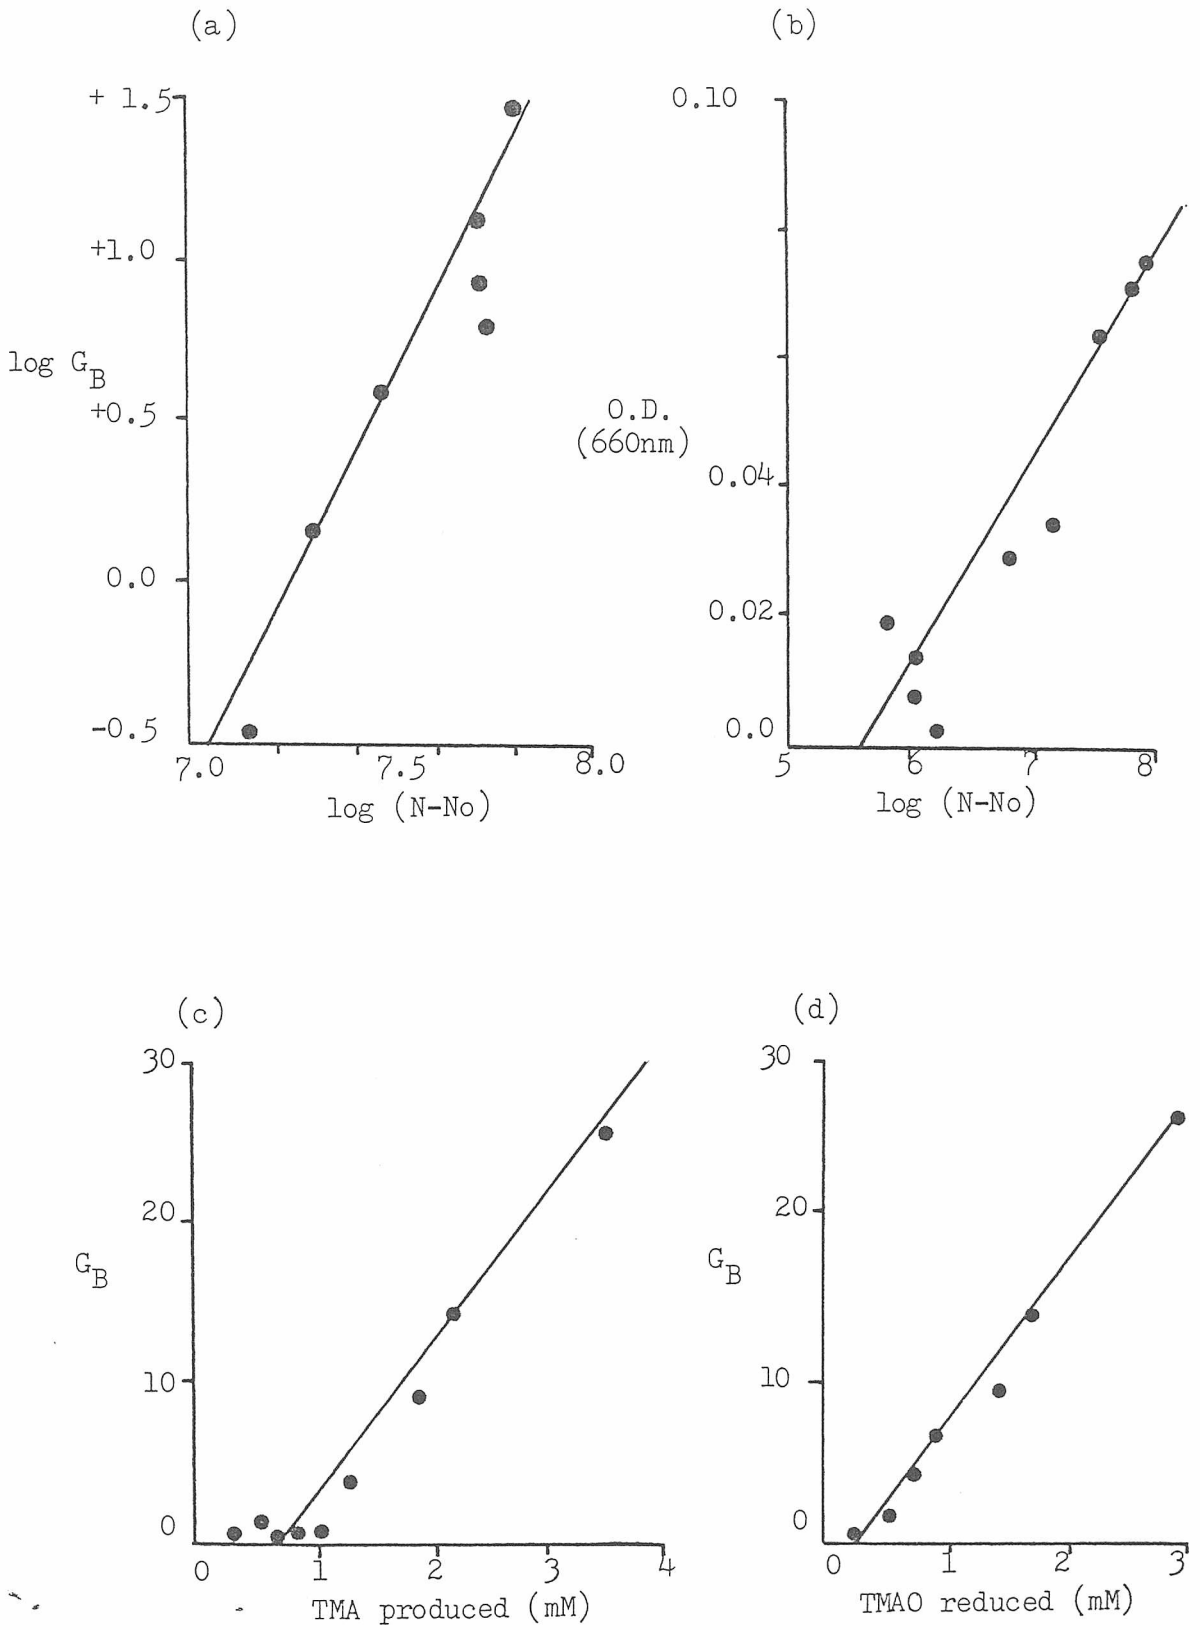 (a)
+ 1.5
+1.0
log G_B
+0.5
0.0
-0.5
7.0 7.5 8.0
log (N-No)
(b)
0.10
O.D.
(660nm)
0.04
0.02
0.0
5 6 7 8
log (N-No)
(c)
30
20
G_B
10
0
0 1 2 3 4
TMA produced (mM)
(d)
30
20
G_B
10
0
0 1 2 3
TMAO reduced (mM)